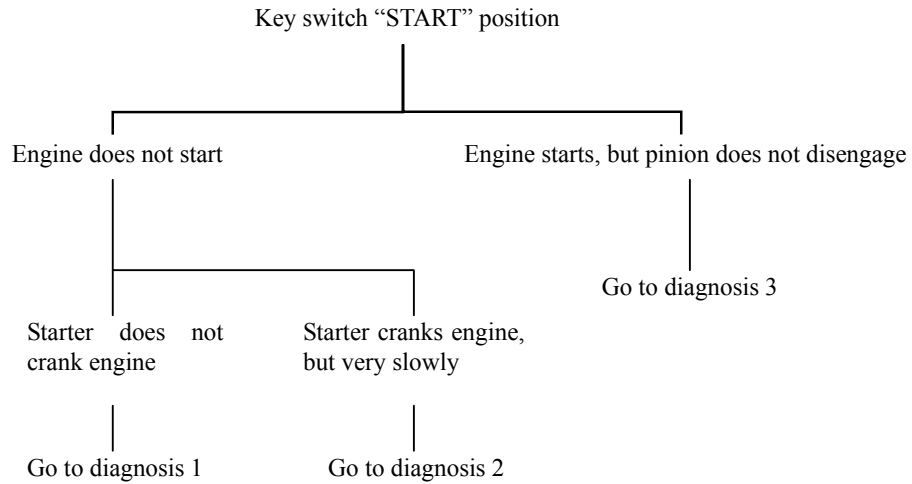 Key switch “START” position
Engine does not start
Engine starts, but pinion does not disengage
Go to diagnosis 3
Starter does not
crank engine
Starter cranks engine,
but very slowly
Go to diagnosis 1
Go to diagnosis 2